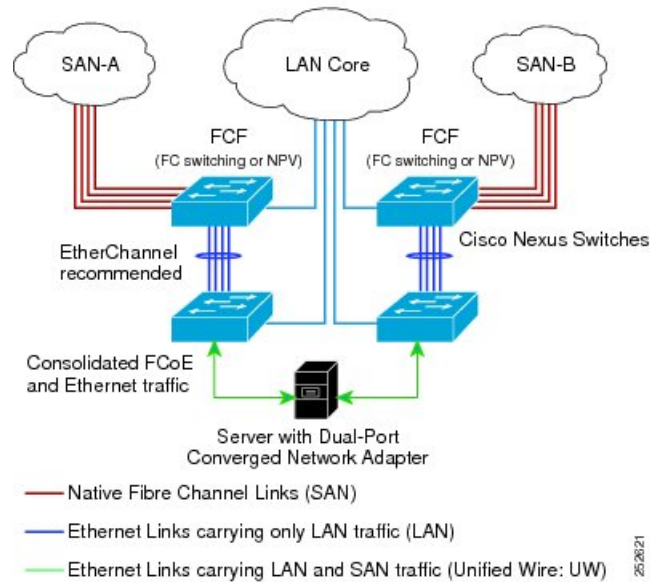 SAN-A
LAN Core
SAN-B
FCF
(FC switching or NPV)
FCF
(FC switching or NPV)
EtherChannel
recommended
Cisco Nexus Switches
Consolidated FCoE
and Ethernet traffic
Server with Dual-Port
Converged Network Adapter
Native Fibre Channel Links (SAN)
Ethernet Links carrying only LAN traffic (LAN)
Ethernet Links carrying LAN and SAN traffic (Unified Wire: UW)
252621